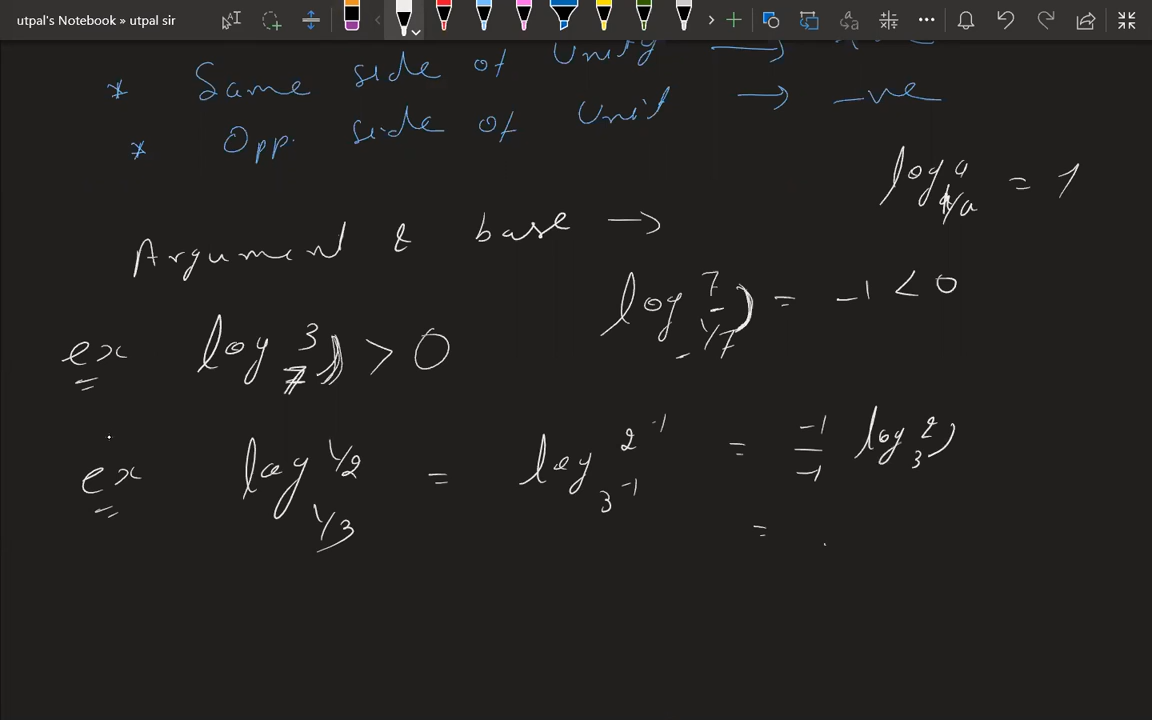 utpal's Notebook » utpal sir
* Same side of Unity →
* Opp. side of Unit → -ve
log_{1/a} a = 1
Argument & base →
log_{1/7} 7 = -1 < 0
ex log_7 3 > 0
ex log_{1/3} 1/2 = log_{3^{-1}} 2^{-1} = -1/-1 log_3 2
=